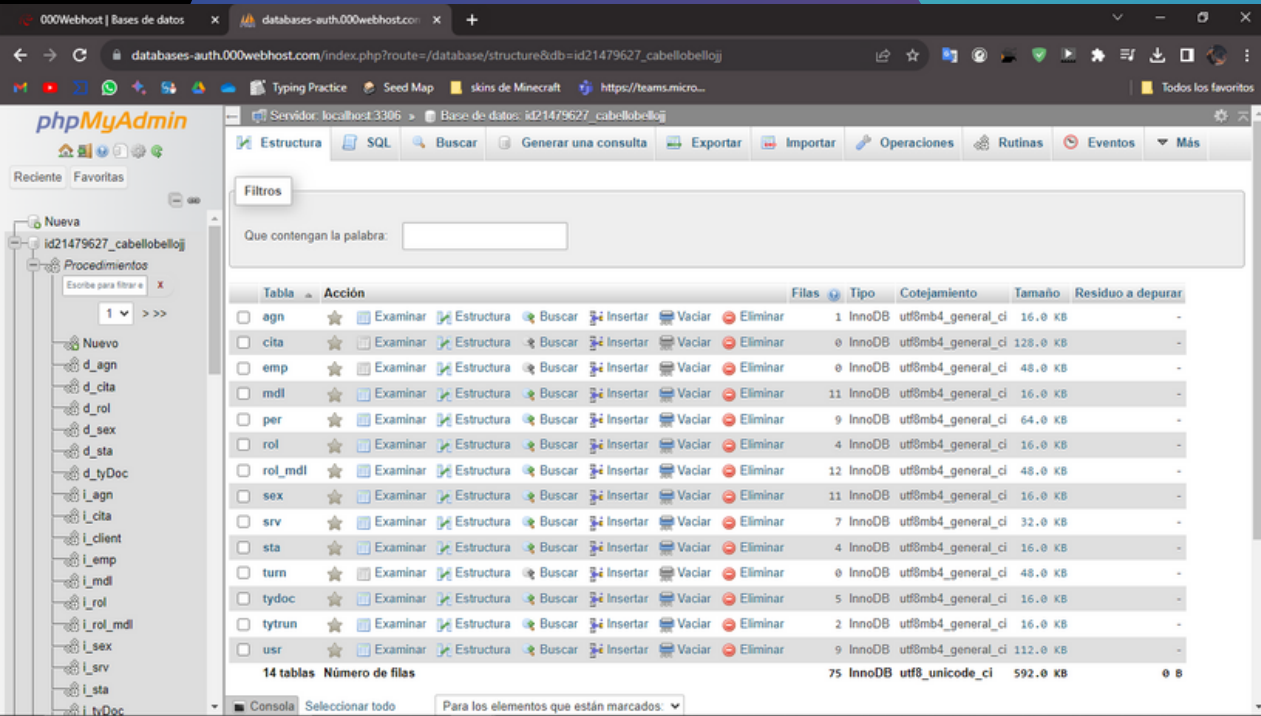 000Webhost | Bases de datos
databases-auth.000webhost.con
databases-auth.000webhost.com/index.php?route=/database/structure&db=id21479627_cabellobellojj
Typing Practice Seed Map skins de Minecraft https://teams.micro... Todos los favoritos
phpMyAdmin
Reciente Favoritas
Nueva
id21479627_cabellobellojj
Procedimientos
Escribe para filtrar e X
1 > >>
Nuevo
d_agn
d_cita
d_rol
d_sex
d_sta
d_tyDoc
i_agn
i_cita
i_client
i_emp
i_mdl
i_rol
i_rol_mdl
i_sex
i_srv
i_sta
i_tyDoc
Servidor: localhost:3306 » Base de datos: id21479627_cabellobellojj
Estructura SQL Buscar Generar una consulta Exportar Importar Operaciones Rutinas Eventos Más
Filtros
Que contengan la palabra:
Tabla Acción Filas Tipo Cotejamiento Tamaño Residuo a depurar
agn Examinar Estructura Buscar Insertar Vaciar Eliminar 1 InnoDB utf8mb4_general_ci 16.0 KB -
cita Examinar Estructura Buscar Insertar Vaciar Eliminar 0 InnoDB utf8mb4_general_ci 128.0 KB -
emp Examinar Estructura Buscar Insertar Vaciar Eliminar 0 InnoDB utf8mb4_general_ci 48.0 KB -
mdl Examinar Estructura Buscar Insertar Vaciar Eliminar 11 InnoDB utf8mb4_general_ci 16.0 KB -
per Examinar Estructura Buscar Insertar Vaciar Eliminar 9 InnoDB utf8mb4_general_ci 64.0 KB -
rol Examinar Estructura Buscar Insertar Vaciar Eliminar 4 InnoDB utf8mb4_general_ci 16.0 KB -
rol_mdl Examinar Estructura Buscar Insertar Vaciar Eliminar 12 InnoDB utf8mb4_general_ci 48.0 KB -
sex Examinar Estructura Buscar Insertar Vaciar Eliminar 11 InnoDB utf8mb4_general_ci 16.0 KB -
srv Examinar Estructura Buscar Insertar Vaciar Eliminar 7 InnoDB utf8mb4_general_ci 32.0 KB -
sta Examinar Estructura Buscar Insertar Vaciar Eliminar 4 InnoDB utf8mb4_general_ci 16.0 KB -
turn Examinar Estructura Buscar Insertar Vaciar Eliminar 0 InnoDB utf8mb4_general_ci 48.0 KB -
tydoc Examinar Estructura Buscar Insertar Vaciar Eliminar 5 InnoDB utf8mb4_general_ci 16.0 KB -
tytrun Examinar Estructura Buscar Insertar Vaciar Eliminar 2 InnoDB utf8mb4_general_ci 16.0 KB -
usr Examinar Estructura Buscar Insertar Vaciar Eliminar 9 InnoDB utf8mb4_general_ci 112.0 KB -
14 tablas Número de filas 75 InnoDB utf8_unicode_ci 592.0 KB 0 B
Consola Seleccionar todo Para los elementos que están marcados: